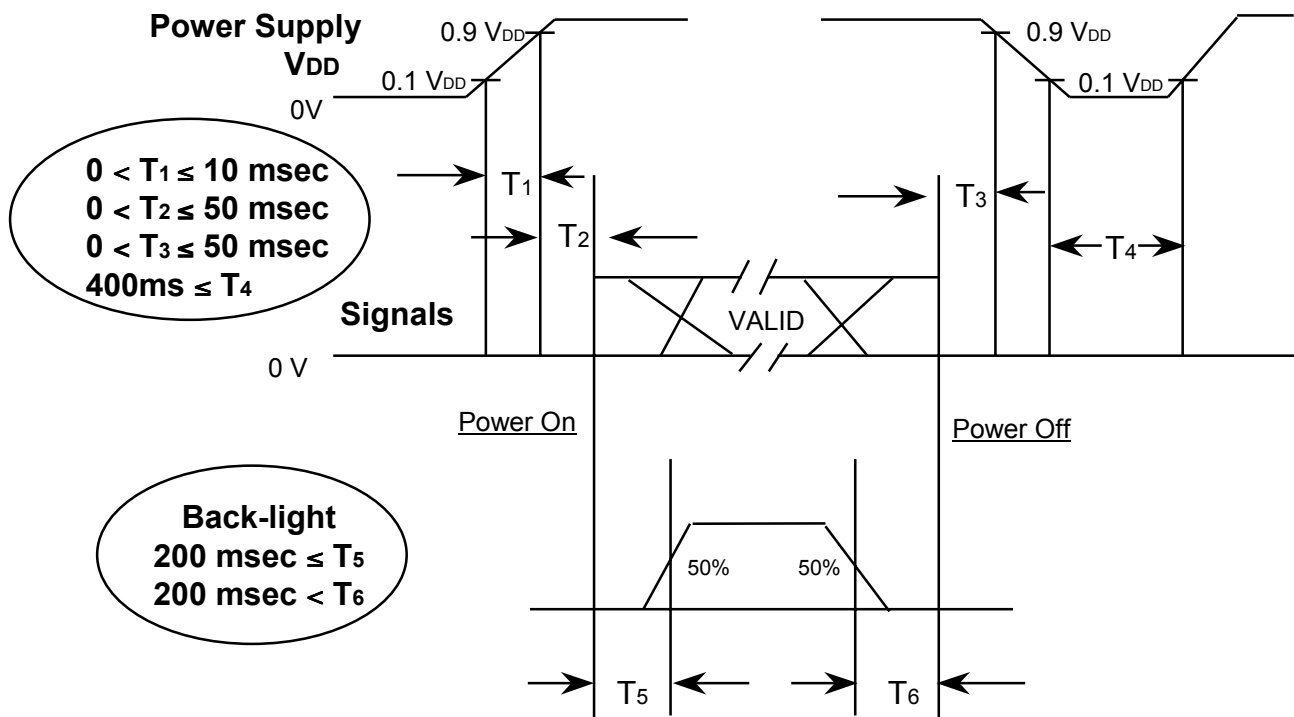 Power Supply
VDD
0.9 VDD
0.1 VDD
0V
0.9 VDD
0.1 VDD
0 < T1 ≤ 10 msec
0 < T2 ≤ 50 msec
0 < T3 ≤ 50 msec
400ms ≤ T4
T1
T2
T3
T4
Signals
VALID
0 V
Power On
Power Off
Back-light
200 msec ≤ T5
200 msec < T6
50%
50%
T5
T6